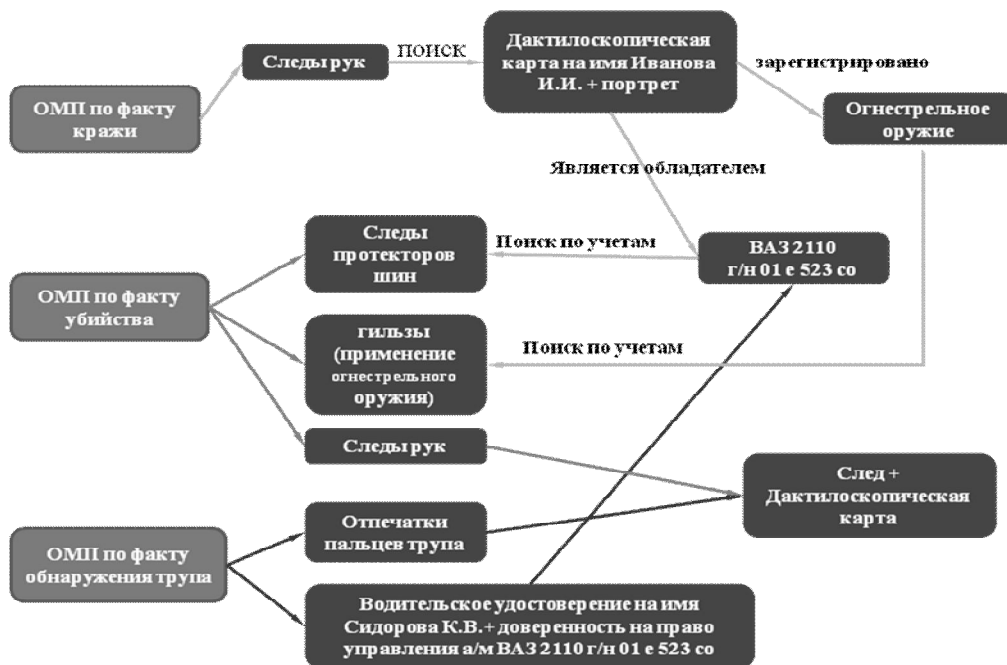 Следы рук
ПОИСК
Дактилоскопическая
карта на имя Иванова
И.И. + портрет
зарегистрировано
Огнестрельное
оружие
ОМП по факту
кражи
Является обладателем
Следы
протекторов
шин
Поиск по учетам
ВАЗ 2110
г/н 01 е 523 со
ОМП по факту
убийства
гильзы
(применение
огнестрельного
оружия)
Поиск по учетам
Следы рук
След +
Дактилоскопическая
карта
Отпечатки
пальцев трупа
ОМП по факту
обнаружения трупа
Водительское удостоверение на имя
Сидорова К.В.+ доверенность на право
управления а/м ВАЗ 2110 г/н 01 е 523 со